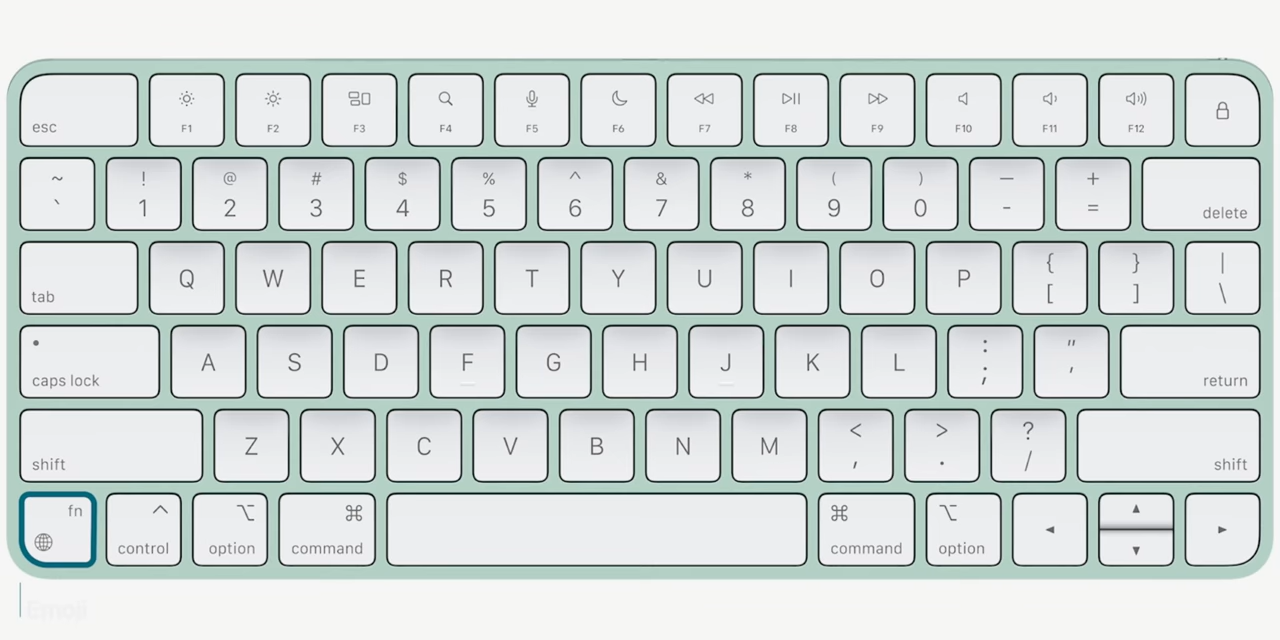 esc F1 F2 F3 F4 F5 F6 F7 F8 F9 F10 F11 F12
~ ! @ # $ % ^ & * ( ) — +
` 1 2 3 4 5 6 7 8 9 0 - = delete
tab Q W E R T Y U I O P { [ } ] | \
caps lock A S D F G H J K L : ; " ' return
shift Z X C V B N M < , > . ? / shift
fn ^ ⌥ ⌘ ⌘ ⌥ ◂ ▴ ▾ ▸
control option command command option
Emoji